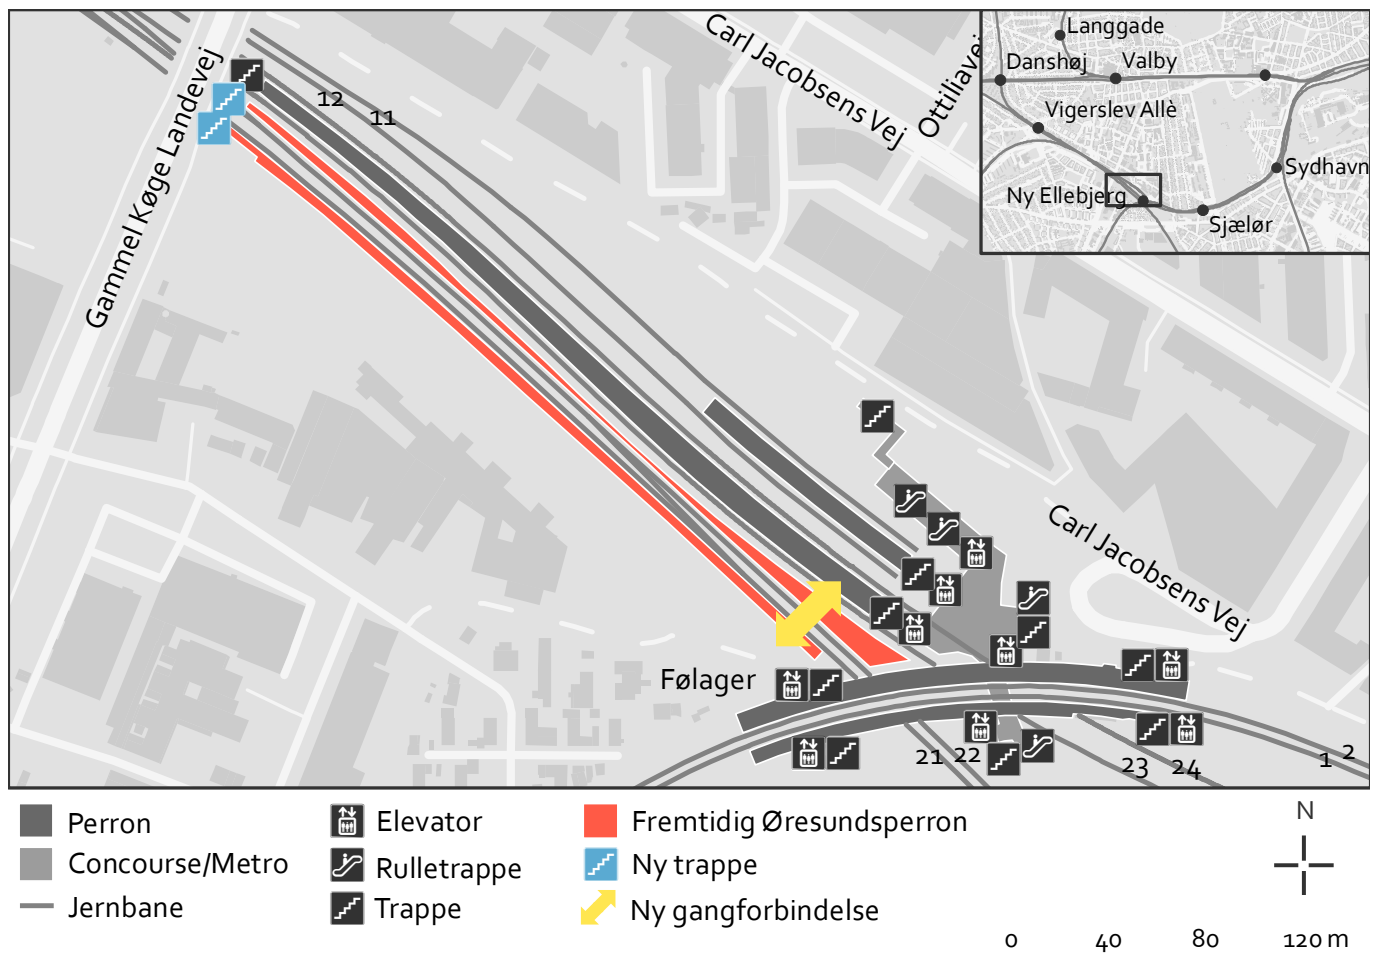 Carl Jacobsens Vej
Ottiliavej
Langgade
Danshøj
Valby
Vigerslev Allè
Sydhavn
Ny Ellebjerg
Sjælør
Gammel Køge Landevej
12
11
Carl Jacobsens Vej
Følager
21
22
23
24
1
2
Perron
Concourse/Metro
Jernbane
Elevator
Rulletrappe
Trappe
Fremtidig Øresundsperron
Ny trappe
Ny gangforbindelse
N
0 40 80 120 m